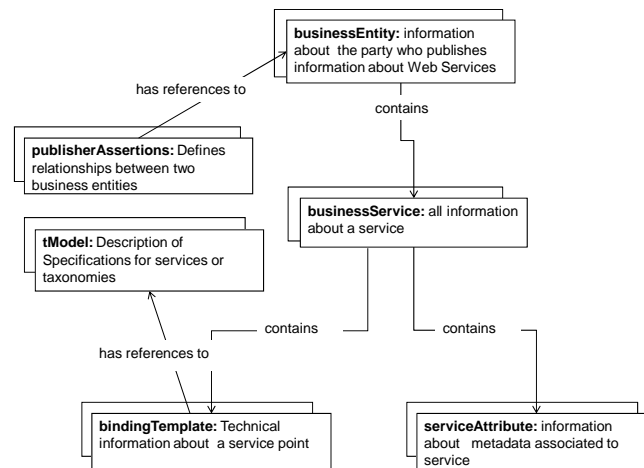 businessEntity: information
about the party who publishes
information about Web Services
has references to
contains
publisherAssertions: Defines
relationships between two
business entities
businessService: all information
about a service
tModel: Description of
Specifications for services or
taxonomies
contains
contains
has references to
bindingTemplate: Technical
information about a service point
serviceAttribute: information
about metadata associated to
service